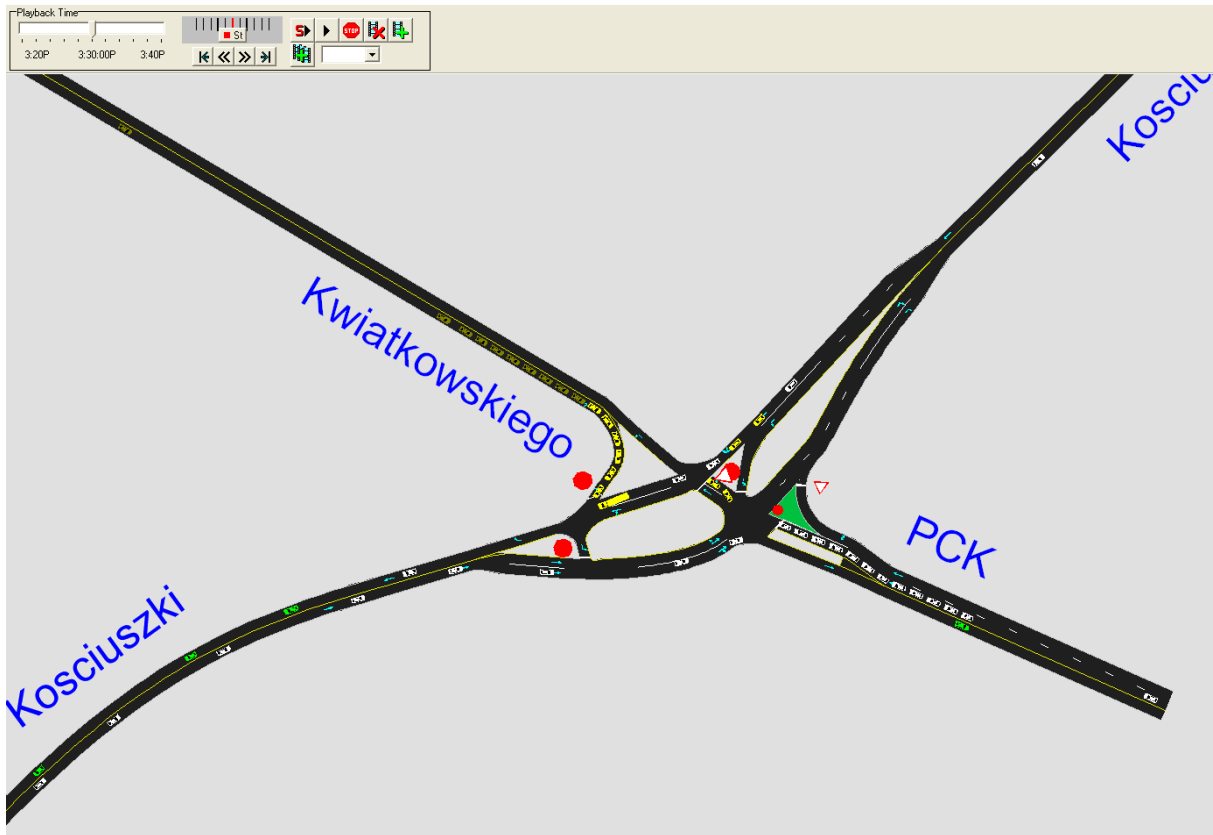 Playback Time
S
STOP
St
3:20P 3:30:00P 3:40P
Kosciu
Kwiatkowskiego
PCK
Kosciuszki